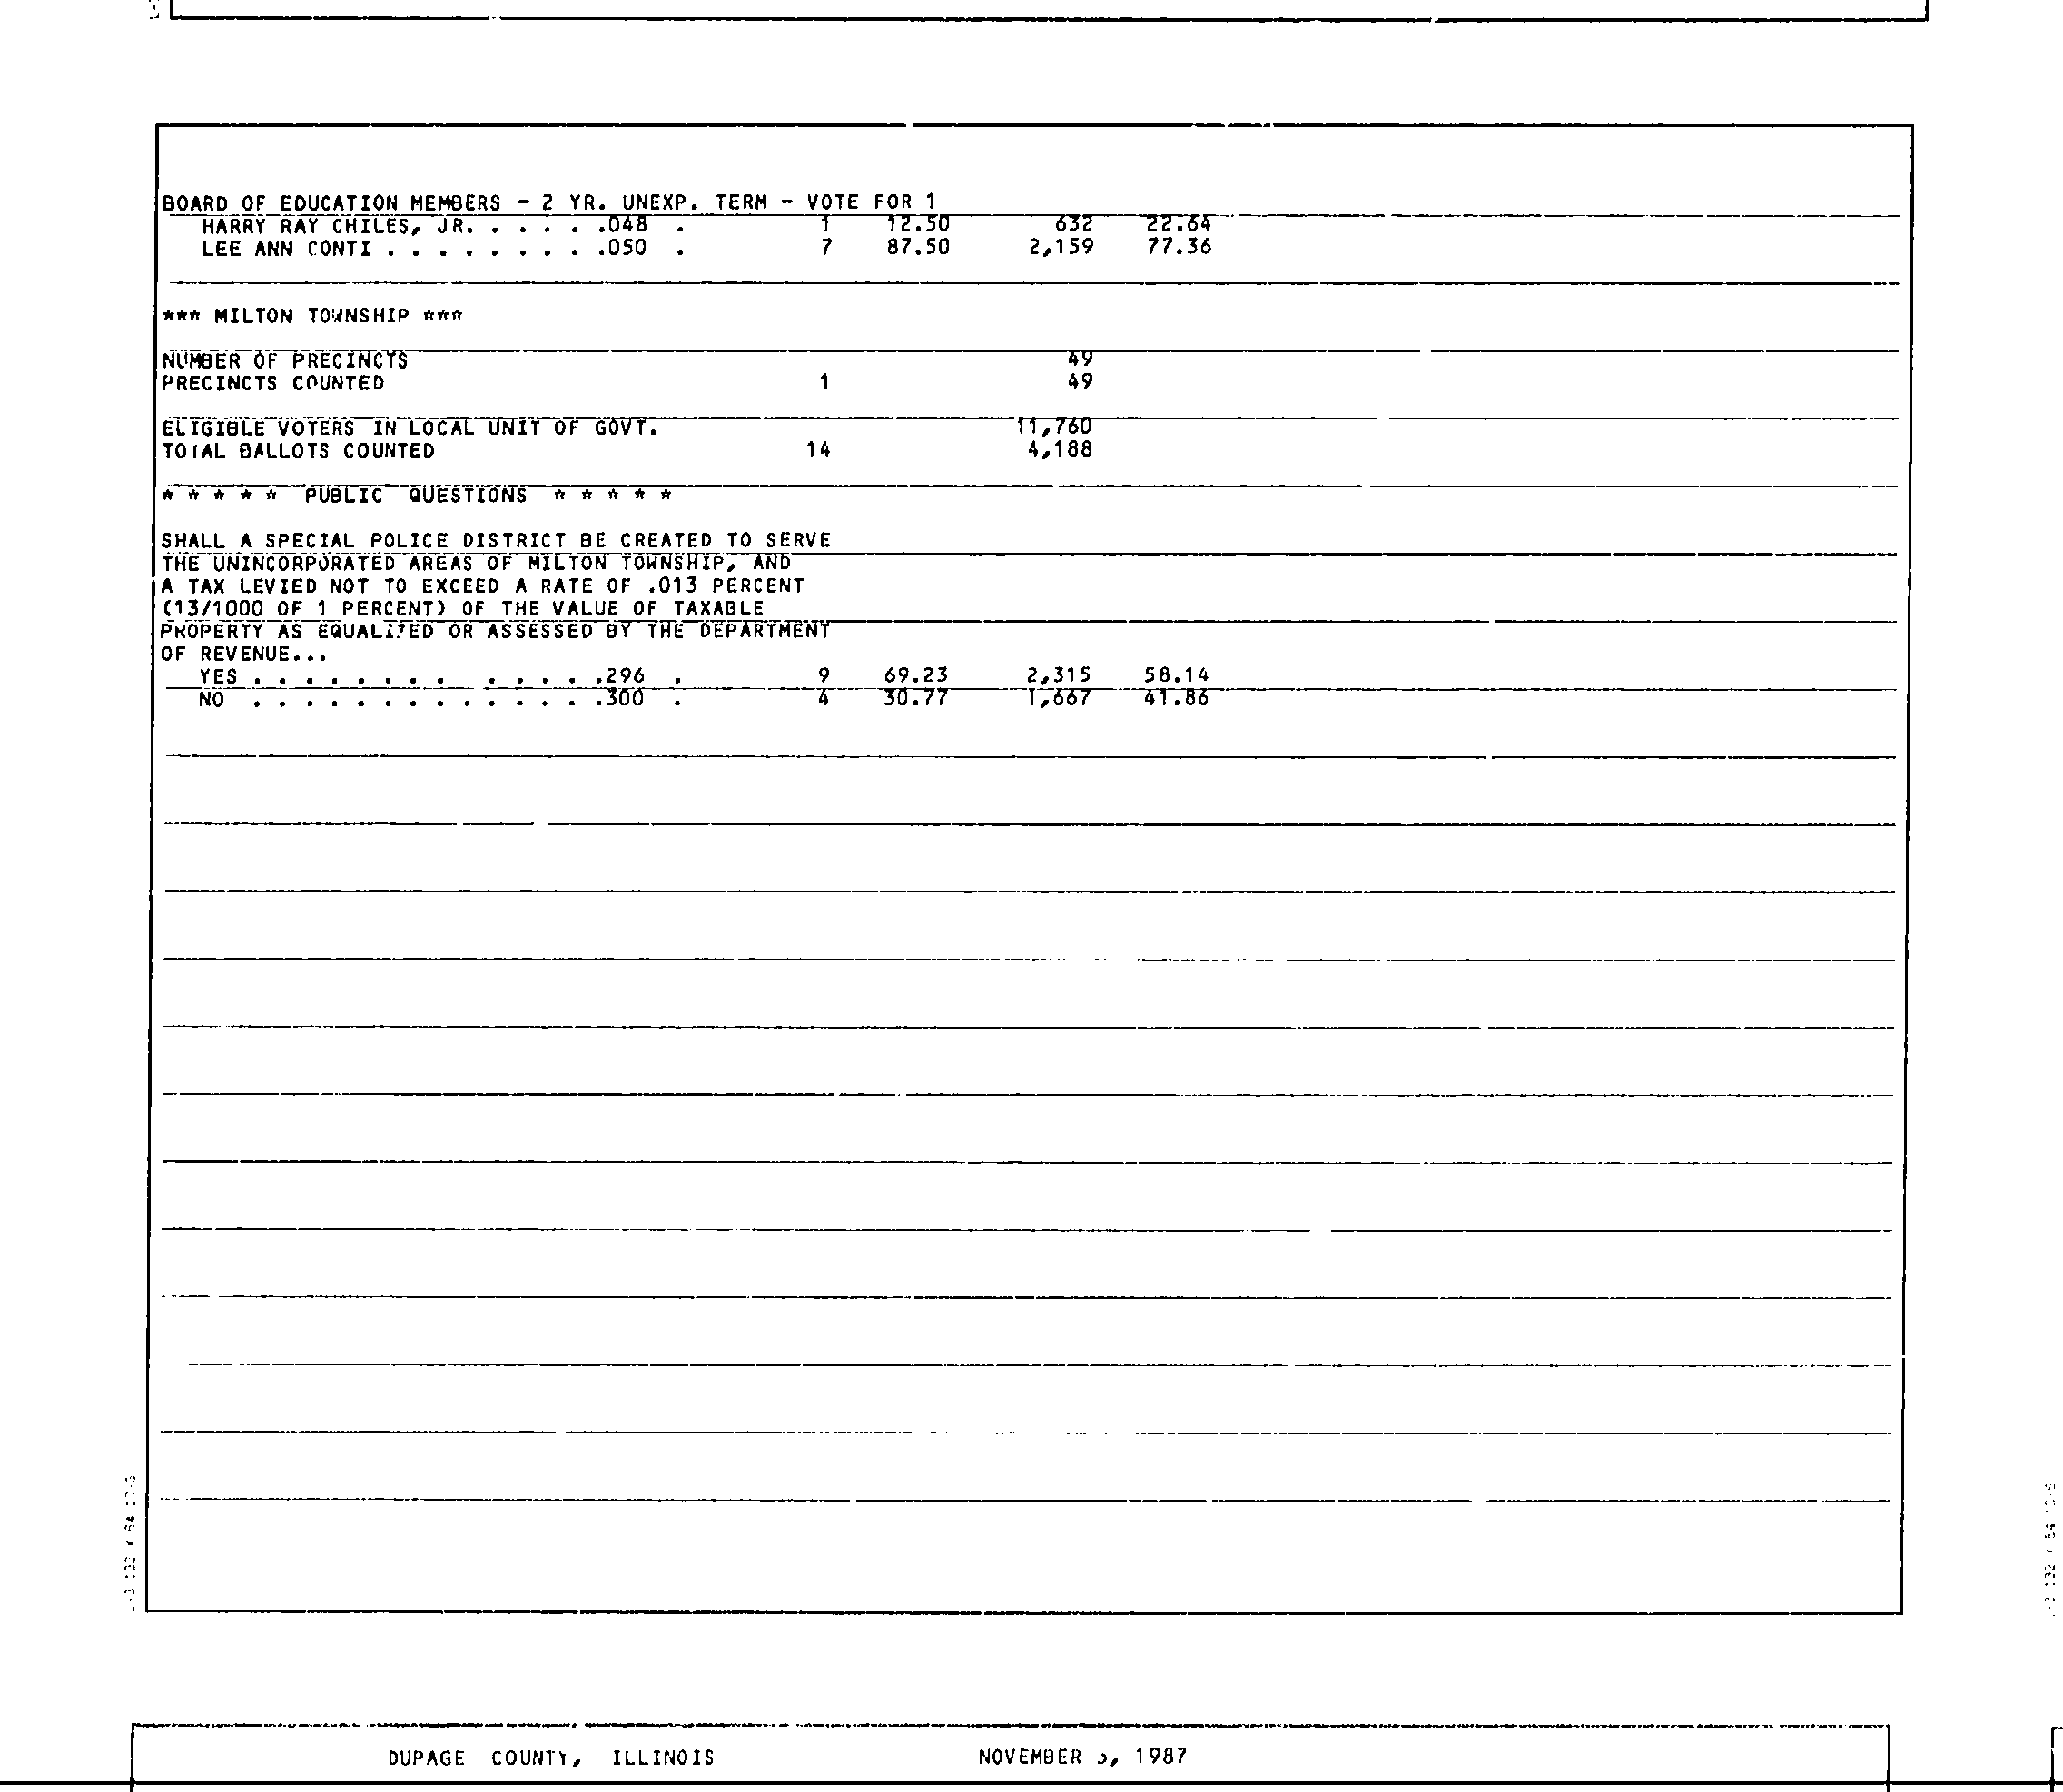 BOARD OF EDUCATION MEMBERS - 2 YR. UNEXP. TERM - VOTE FOR 1
HARRY RAY CHILES, JR. . . . . . .048 . 1 12.50 632 22.64
LEE ANN CONTI . . . . . . . . . .050 . 7 87.50 2,159 77.36
*** MILTON TOWNSHIP ***
NUMBER OF PRECINCTS 49
PRECINCTS COUNTED 1 49
ELIGIBLE VOTERS IN LOCAL UNIT OF GOVT. 11,760
TOTAL BALLOTS COUNTED 14 4,188
* * * * * PUBLIC QUESTIONS * * * * *
SHALL A SPECIAL POLICE DISTRICT BE CREATED TO SERVE
THE UNINCORPORATED AREAS OF MILTON TOWNSHIP, AND
A TAX LEVIED NOT TO EXCEED A RATE OF .013 PERCENT
(13/1000 OF 1 PERCENT) OF THE VALUE OF TAXABLE
PROPERTY AS EQUALIZED OR ASSESSED BY THE DEPARTMENT
OF REVENUE...
YES . . . . . . . . . . . . . .296 . 9 69.23 2,315 58.14
NO . . . . . . . . . . . . . . .300 . 4 30.77 1,667 41.86
DUPAGE COUNTY, ILLINOIS NOVEMBER 1987